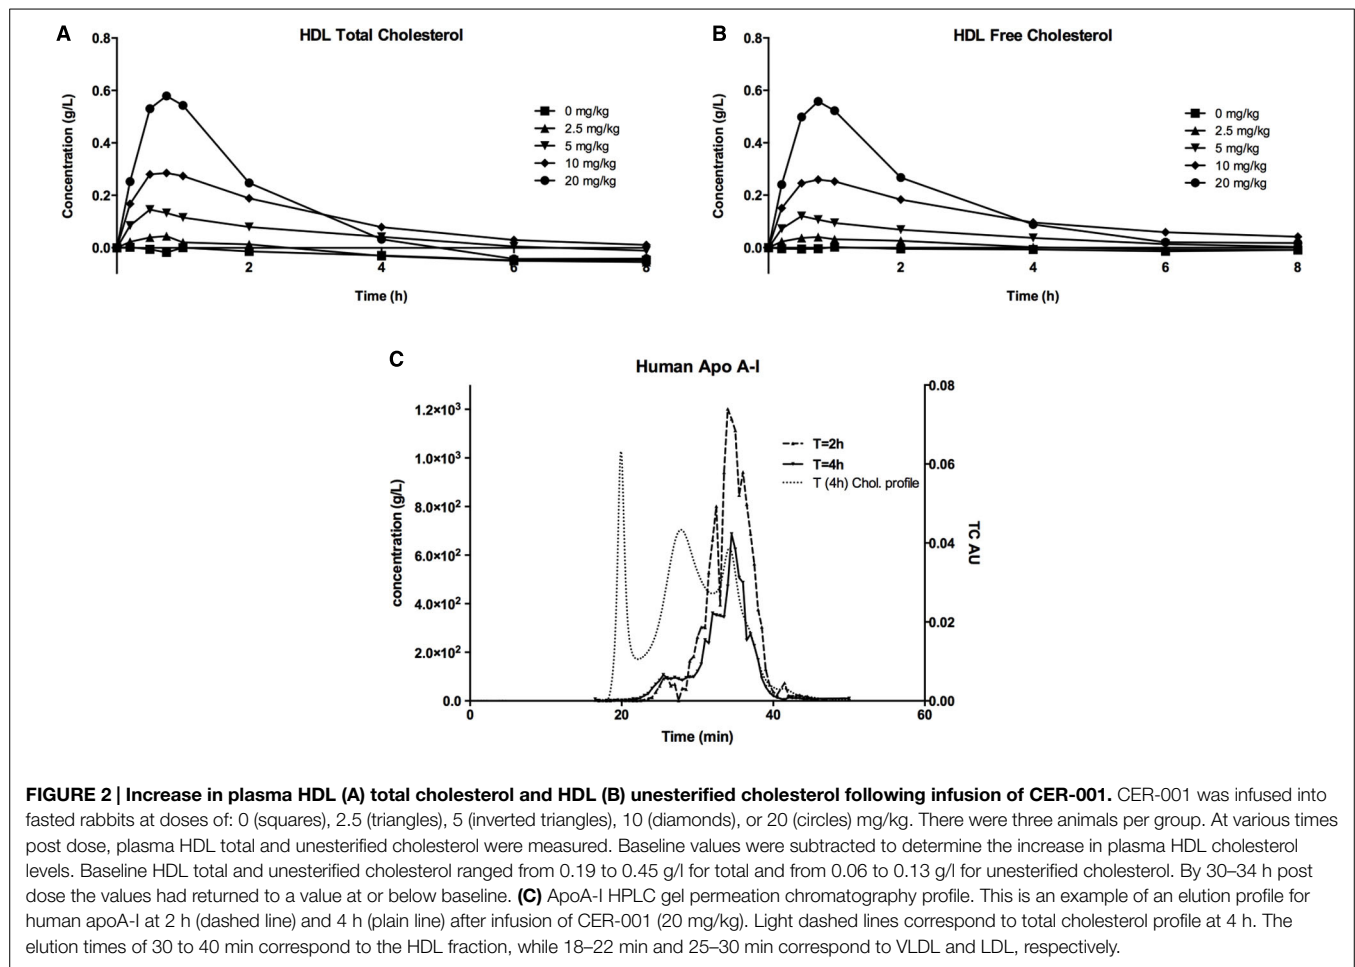 A
HDL Total Cholesterol
0.8
0.6
0.4
0.2
0.0
Concentration (g/L)
2
4
6
8
Time (h)
0 mg/kg
2.5 mg/kg
5 mg/kg
10 mg/kg
20 mg/kg
B
HDL Free Cholesterol
0.8
0.6
0.4
0.2
0.0
Concentration (g/L)
2
4
6
8
Time (h)
0 mg/kg
2.5 mg/kg
5 mg/kg
10 mg/kg
20 mg/kg
C
Human Apo A-I
1.2×10³
1.0×10³
8.0×10²
6.0×10²
4.0×10²
2.0×10²
0.0
concentration (g/L)
0
20
40
60
Time (min)
0.08
0.06
0.04
0.02
0.00
TC AU
T=2h
T=4h
T (4h) Chol. profile
FIGURE 2 | Increase in plasma HDL (A) total cholesterol and HDL (B) unesterified cholesterol following infusion of CER-001. CER-001 was infused into
fasted rabbits at doses of: 0 (squares), 2.5 (triangles), 5 (inverted triangles), 10 (diamonds), or 20 (circles) mg/kg. There were three animals per group. At various times
post dose, plasma HDL total and unesterified cholesterol were measured. Baseline values were subtracted to determine the increase in plasma HDL cholesterol
levels. Baseline HDL total and unesterified cholesterol ranged from 0.19 to 0.45 g/l for total and from 0.06 to 0.13 g/l for unesterified cholesterol. By 30–34 h post
dose the values had returned to a value at or below baseline. (C) ApoA-I HPLC gel permeation chromatography profile. This is an example of an elution profile for
human apoA-I at 2 h (dashed line) and 4 h (plain line) after infusion of CER-001 (20 mg/kg). Light dashed lines correspond to total cholesterol profile at 4 h. The
elution times of 30 to 40 min correspond to the HDL fraction, while 18–22 min and 25–30 min correspond to VLDL and LDL, respectively.